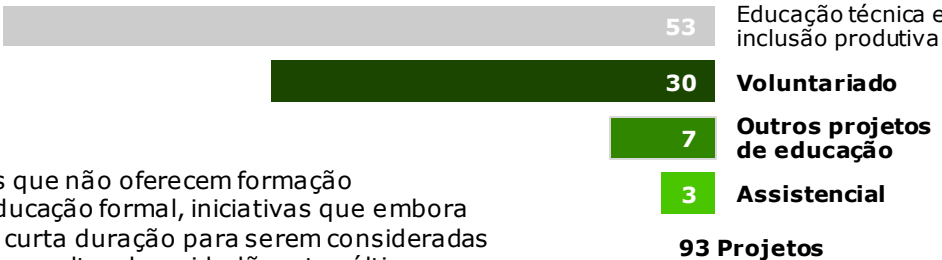 53
Educação técnica e
inclusão produtiva
30
Voluntariado
7
Outros projetos
de educação
3
Assistencial
93 Projetos
s que não oferecem formação
ducação formal, iniciativas que embora
curta duração para serem consideradas